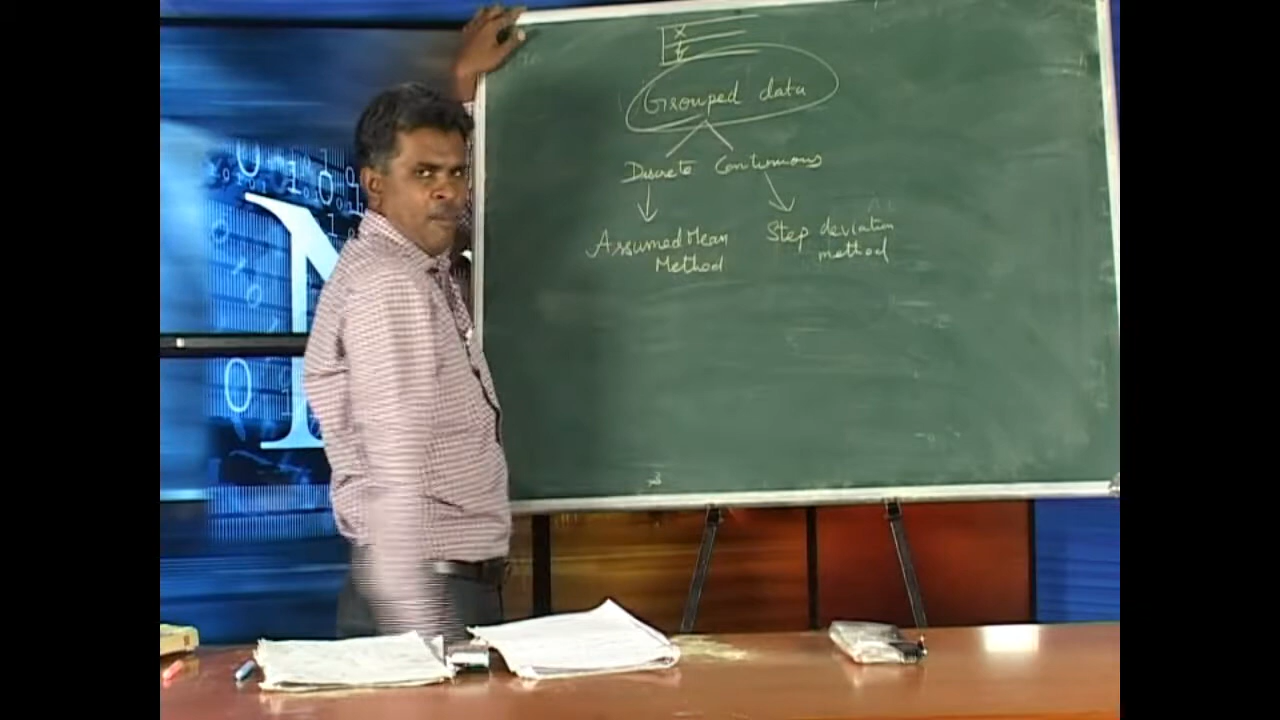 x
f
Grouped data
Discrete Continuous
Assumed Mean Method
Step deviation method